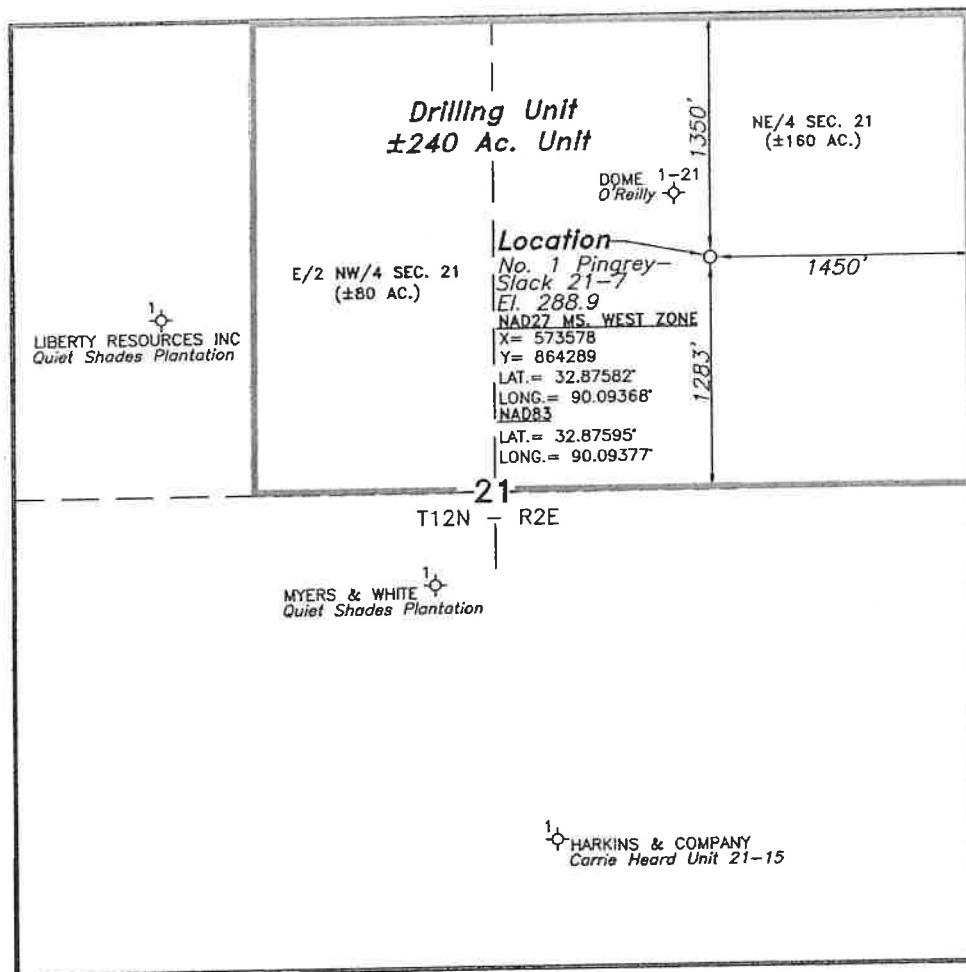 Drilling Unit
±240 Ac. Unit
1350'
NE/4 SEC. 21
(±160 AC.)
DOME 1-21
O'Reilly
Location
No. 1 Pingrey-
Slack 21-7
El. 288.9
NAD27 MS. WEST ZONE
X= 573578
Y= 864289
LAT.= 32.87582°
LONG.= 90.09368°
NAD83
LAT.= 32.87595°
LONG.= 90.09377°
1450'
1283'
E/2 NW/4 SEC. 21
(±80 AC.)
1
LIBERTY RESOURCES INC
Quiet Shades Plantation
21
T12N - R2E
1
MYERS & WHITE
Quiet Shades Plantation
1
HARKINS & COMPANY
Carrie Heard Unit 21-15